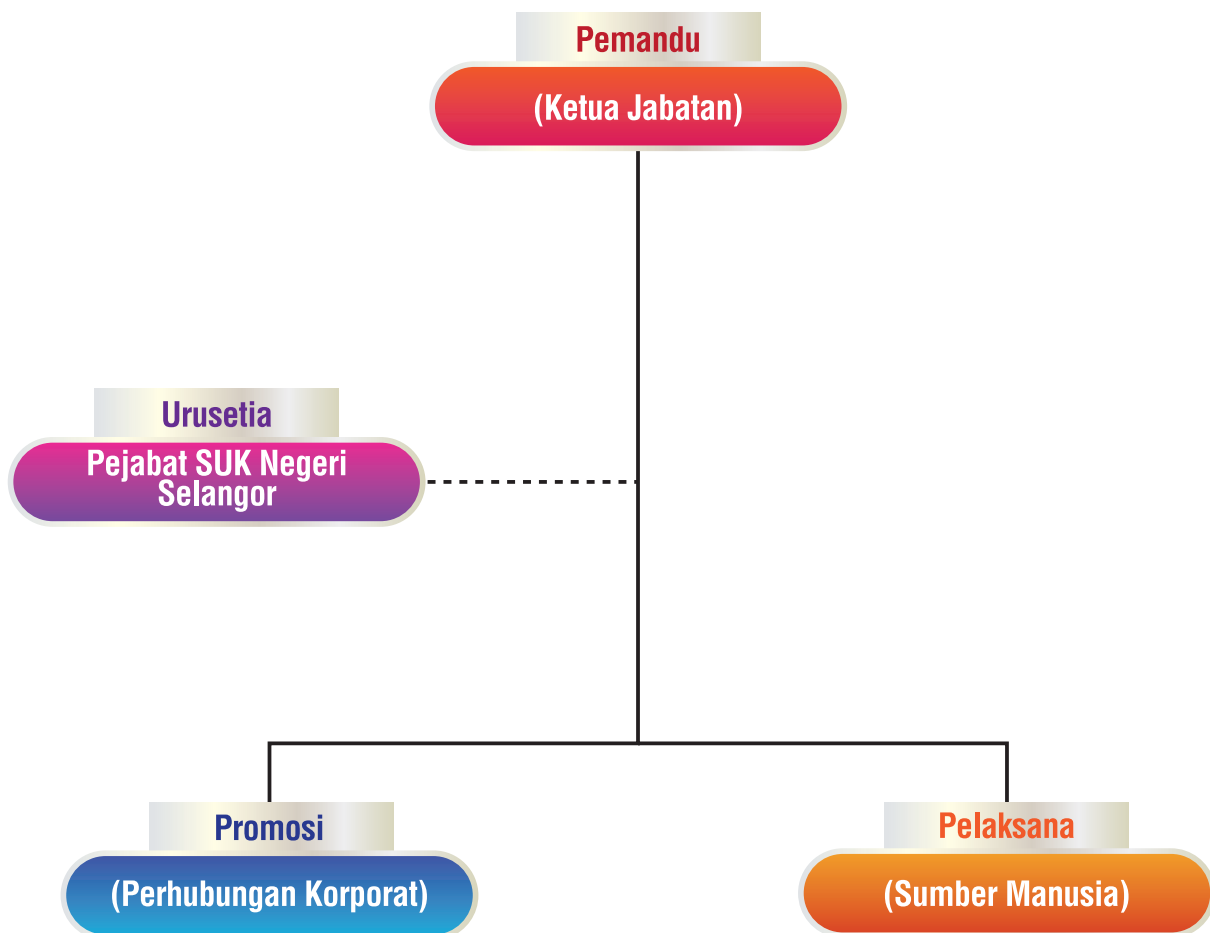 Pemandu
(Ketua Jabatan)
Urusetia
Pejabat SUK Negeri
Selangor
Promosi
(Perhubungan Korporat)
Pelaksana
(Sumber Manusia)